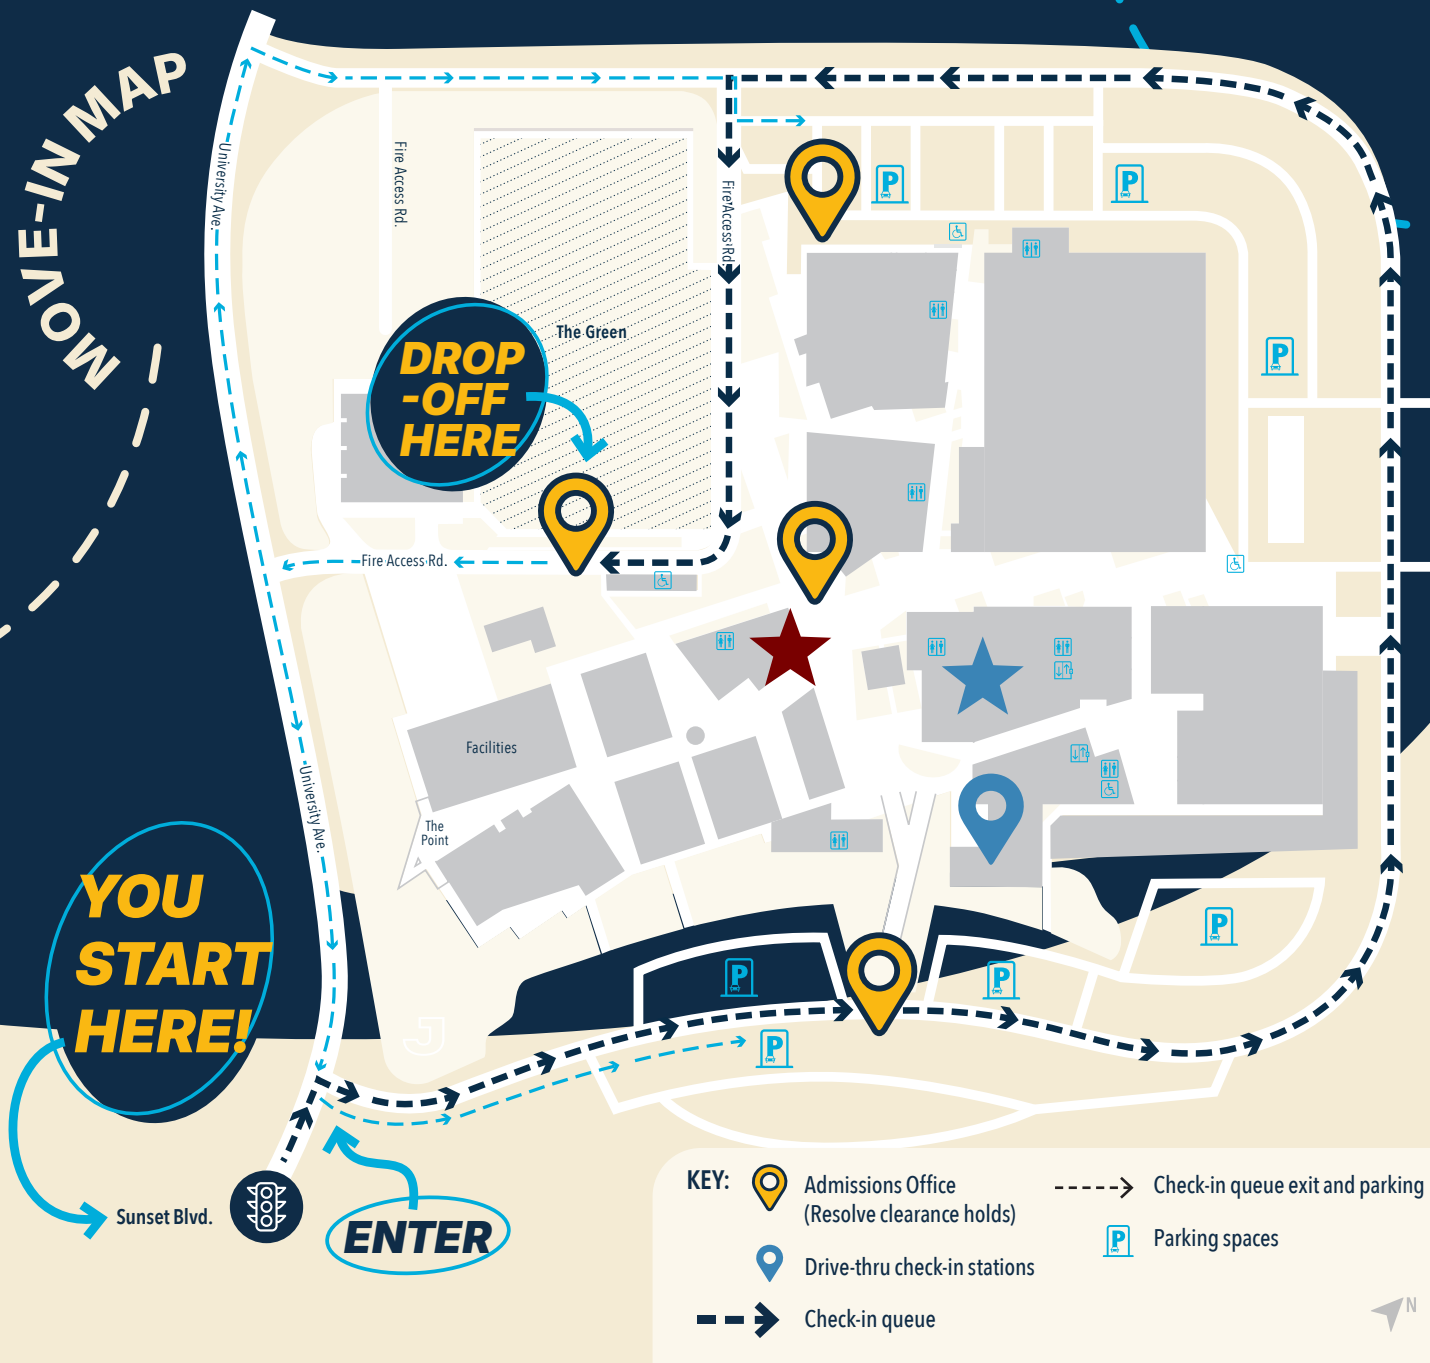 MOVE-IN MAP
University Ave.
Fire Access Rd.
Fire Access Rd.
P
P
The Green
P
DROP
-OFF
HERE
Fire Access Rd.
Facilities
The
Point
University Ave.
YOU
START
HERE!
P
P
P
P
J
Sunset Blvd.
ENTER
KEY:
Admissions Office
(Resolve clearance holds)
Drive-thru check-in stations
Check-in queue
Check-in queue exit and parking
P
Parking spaces
N